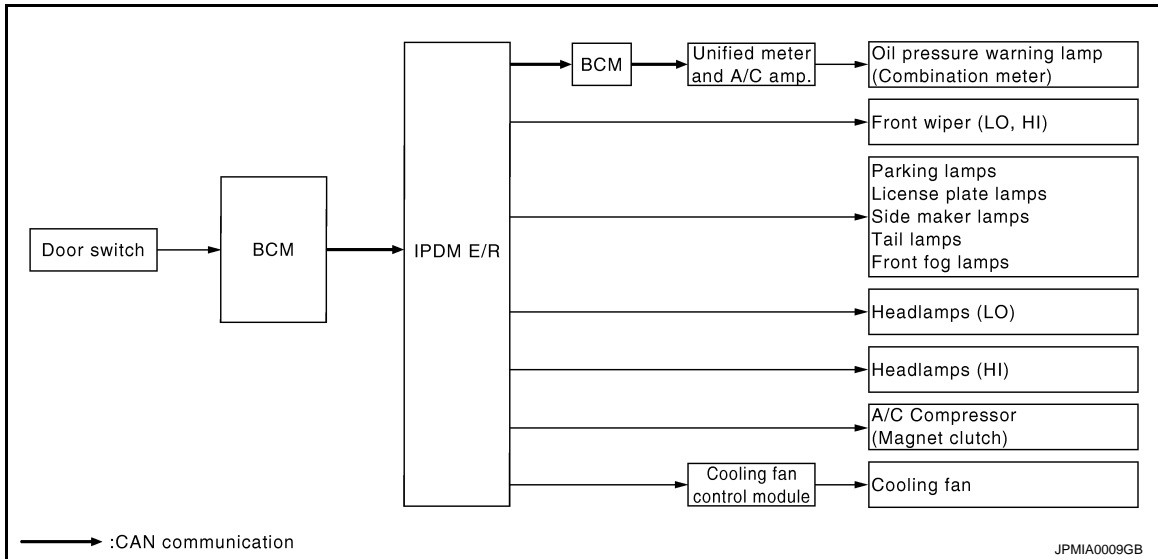 BCM
Unified meter
and A/C amp.
Oil pressure warning lamp
(Combination meter)
Front wiper (LO, HI)
Parking lamps
License plate lamps
Side maker lamps
Tail lamps
Front fog lamps
Door switch
BCM
IPDM E/R
Headlamps (LO)
Headlamps (HI)
A/C Compressor
(Magnet clutch)
Cooling fan
control module
Cooling fan
:CAN communication
JPMIA0009GB